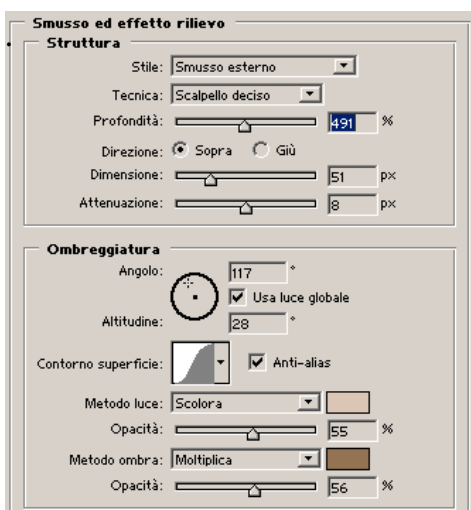 Smusso ed effetto rilievo
Struttura
Stile: Smusso esterno
Tecnica: Scalpello deciso
Profondità: 491 %
Direzione: Sopra Giù
Dimensione: 51 px
Attenuazione: 8 px
Ombreggiatura
Angolo: 117 °
Usa luce globale
Altitudine: 28 °
Contorno superficie: Anti-alias
Metodo luce: Scolora
Opacità: 55 %
Metodo ombra: Moltiplica
Opacità: 56 %